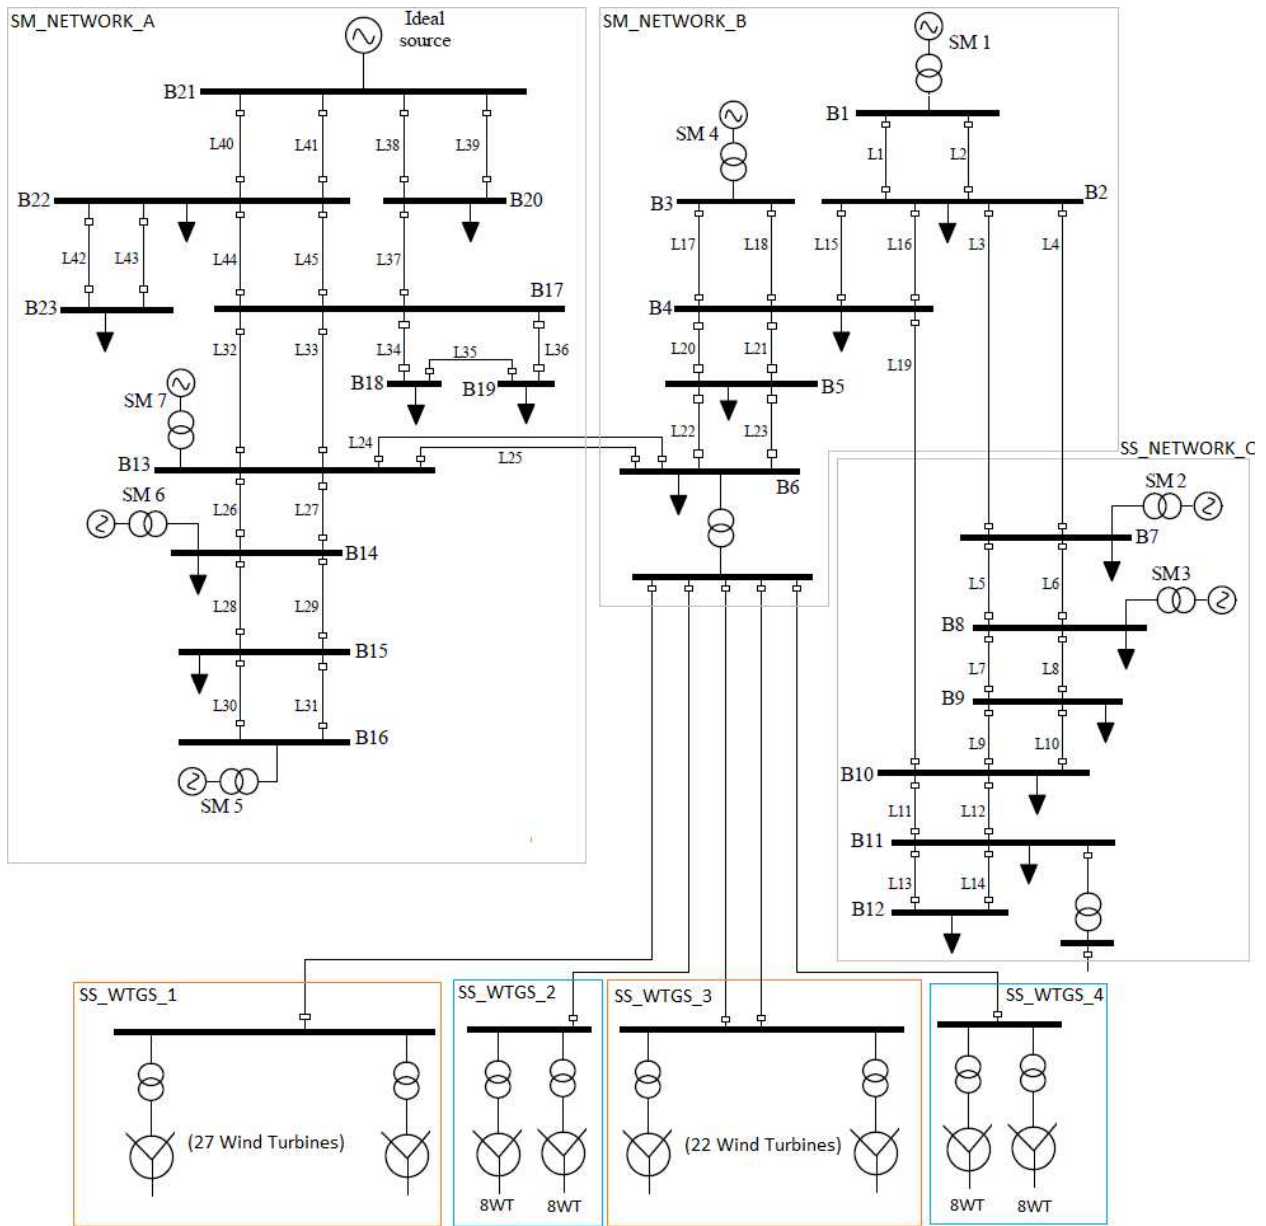 SM_NETWORK_A
Ideal
source
B21
L40
L41
L38
L39
B22
B20
L42
L43
L44
L45
L37
B23
B17
L32
L33
L34
L35
L36
B18
B19
SM 7
L24
L25
B13
SM 6
L26
L27
B14
L28
L29
B15
L30
L31
B16
SM 5
SM_NETWORK_B
SM 1
SM 4
B1
L1
L2
B3
B2
L17
L18
L15
L16
L3
L4
B4
L20
L21
L19
B5
L22
L23
B6
SS_NETWORK_C
SM 2
B7
L5
L6
SM3
B8
L7
L8
B9
L9
L10
B10
L11
L12
B11
L13
L14
B12
SS_WTGS_1
(27 Wind Turbines)
SS_WTGS_2
8WT
8WT
SS_WTGS_3
(22 Wind Turbines)
SS_WTGS_4
8WT
8WT